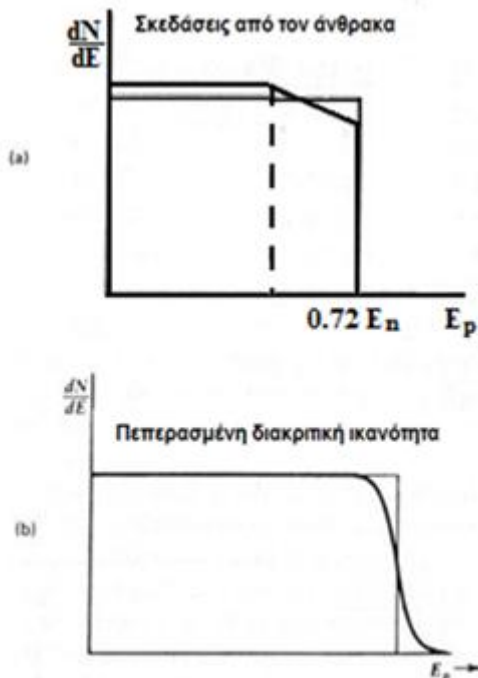 dN
dE
Σκεδάσεις από τον άνθρακα
(a)
0.72 En Ep
dN
dE
Πεπερασμένη διακριτική ικανότητα
(b)